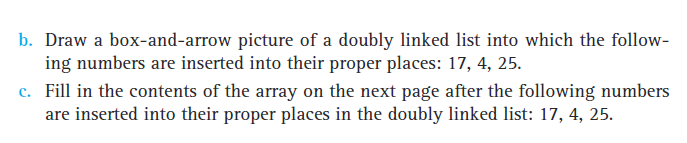 b. Draw a box-and-arrow picture of a doubly linked list into which the follow-
ing numbers are inserted into their proper places: 17, 4, 25.
c. Fill in the contents of the array on the next page after the following numbers
are inserted into their proper places in the doubly linked list: 17, 4, 25.